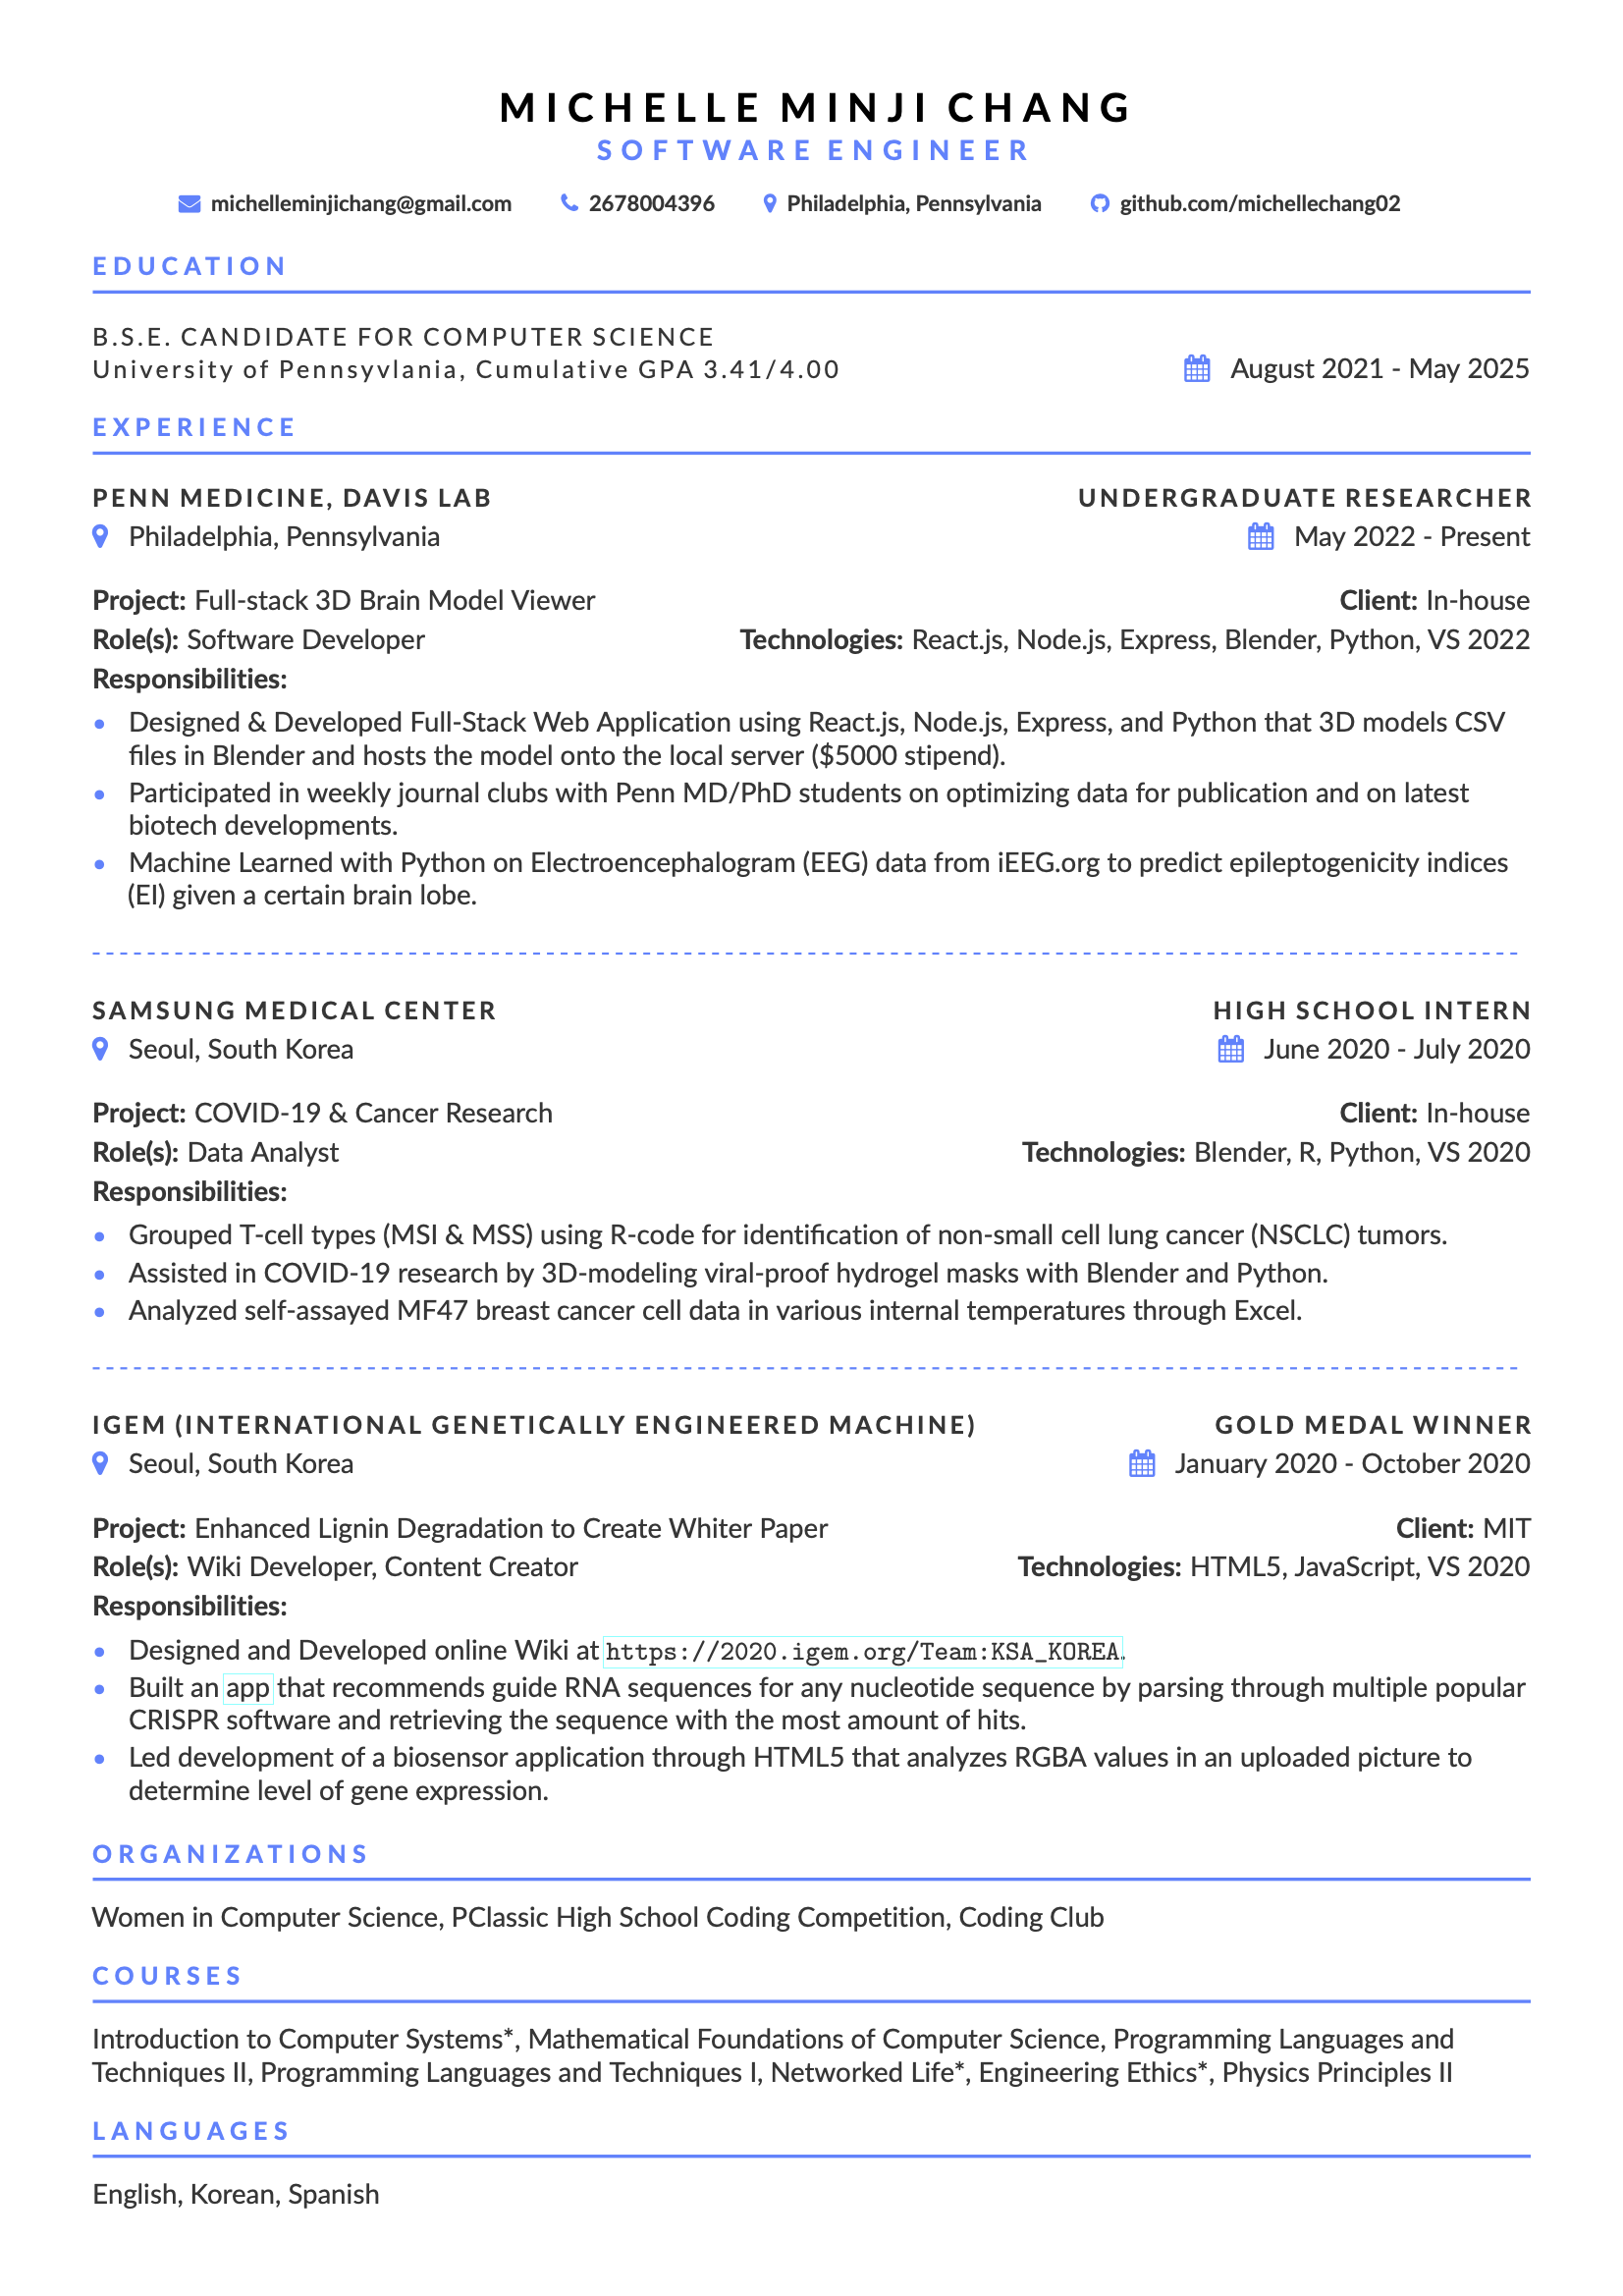 MICHELLE MINJI CHANG
SOFTWARE ENGINEER
michelleminjichang@gmail.com 2678004396 Philadelphia, Pennsylvania github.com/michellechang02
EDUCATION
B.S.E. CANDIDATE FOR COMPUTER SCIENCE
University of Pennsyvlania, Cumulative GPA 3.41/4.00 August 2021 - May 2025
EXPERIENCE
PENN MEDICINE, DAVIS LAB UNDERGRADUATE RESEARCHER
Philadelphia, Pennsylvania May 2022 - Present
Project: Full-stack 3D Brain Model Viewer Client: In-house
Role(s): Software Developer Technologies: React.js, Node.js, Express, Blender, Python, VS 2022
Responsibilities:
• Designed & Developed Full-Stack Web Application using React.js, Node.js, Express, and Python that 3D models CSV
files in Blender and hosts the model onto the local server ($5000 stipend).
• Participated in weekly journal clubs with Penn MD/PhD students on optimizing data for publication and on latest
biotech developments.
• Machine Learned with Python on Electroencephalogram (EEG) data from iEEG.org to predict epileptogenicity indices
(EI) given a certain brain lobe.
SAMSUNG MEDICAL CENTER HIGH SCHOOL INTERN
Seoul, South Korea June 2020 - July 2020
Project: COVID-19 & Cancer Research Client: In-house
Role(s): Data Analyst Technologies: Blender, R, Python, VS 2020
Responsibilities:
• Grouped T-cell types (MSI & MSS) using R-code for identification of non-small cell lung cancer (NSCLC) tumors.
• Assisted in COVID-19 research by 3D-modeling viral-proof hydrogel masks with Blender and Python.
• Analyzed self-assayed MF47 breast cancer cell data in various internal temperatures through Excel.
IGEM (INTERNATIONAL GENETICALLY ENGINEERED MACHINE) GOLD MEDAL WINNER
Seoul, South Korea January 2020 - October 2020
Project: Enhanced Lignin Degradation to Create Whiter Paper Client: MIT
Role(s): Wiki Developer, Content Creator Technologies: HTML5, JavaScript, VS 2020
Responsibilities:
• Designed and Developed online Wiki at https://2020.igem.org/Team:KSA_KOREA.
• Built an app that recommends guide RNA sequences for any nucleotide sequence by parsing through multiple popular
CRISPR software and retrieving the sequence with the most amount of hits.
• Led development of a biosensor application through HTML5 that analyzes RGBA values in an uploaded picture to
determine level of gene expression.
ORGANIZATIONS
Women in Computer Science, PClassic High School Coding Competition, Coding Club
COURSES
Introduction to Computer Systems*, Mathematical Foundations of Computer Science, Programming Languages and
Techniques II, Programming Languages and Techniques I, Networked Life*, Engineering Ethics*, Physics Principles II
LANGUAGES
English, Korean, Spanish